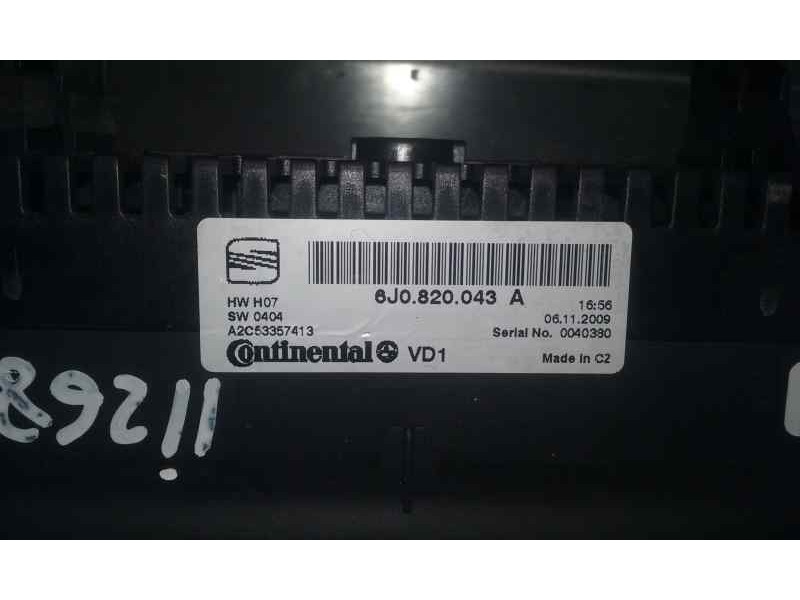 6J0.820.043 A
HW H07
SW 0404
A2C53357413
16:56
06.11.2009
Serial No. 0040380
Continental VD1
Made in CZ